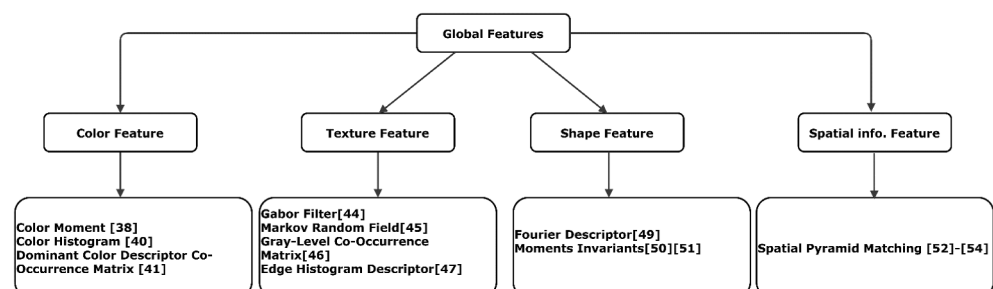 Global Features
Color Feature
Texture Feature
Shape Feature
Spatial info. Feature
Color Moment [38]
Color Histogram [40]
Dominant Color Descriptor Co-
Occurrence Matrix [41]
Gabor Filter[44]
Markov Random Field[45]
Gray-Level Co-Occurrence
Matrix[46]
Edge Histogram Descriptor[47]
Fourier Descriptor[49]
Moments Invariants[50][51]
Spatial Pyramid Matching [52]-[54]